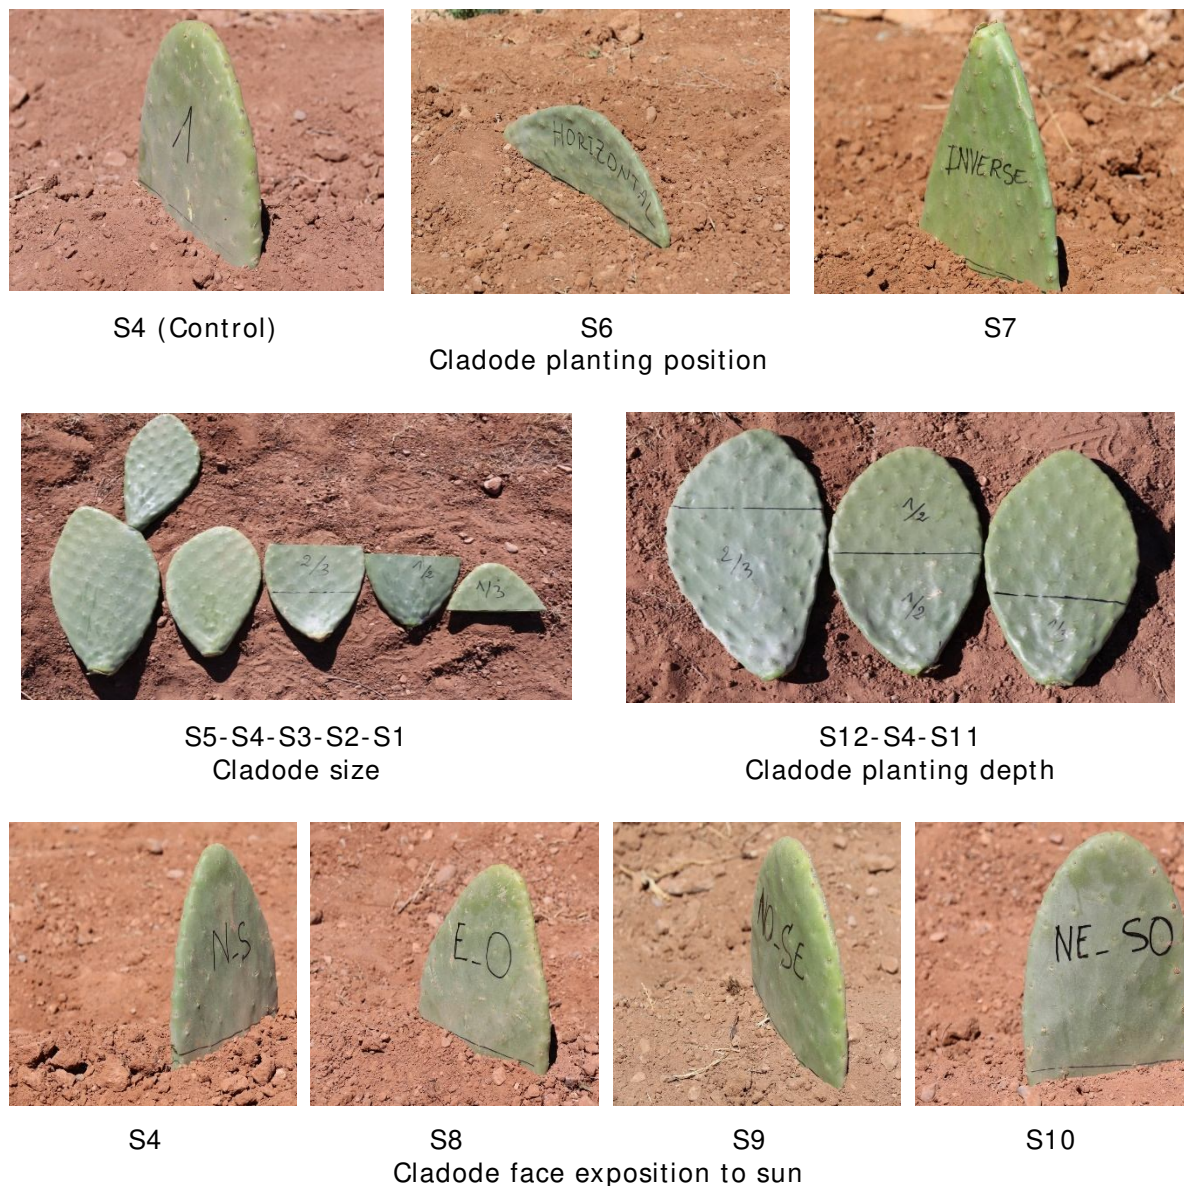 1
HORIZONTAL
INVERSE
S4 (Control)
S6
S7
Cladode planting position
2/3
1/2
1/3
2/3
1/2
1/2
1/3
S5-S4-S3-S2-S1
Cladode size
S12-S4-S11
Cladode planting depth
N_S
E_O
NO_SE
NE_ SO
S4
S8
S9
S10
Cladode face exposition to sun